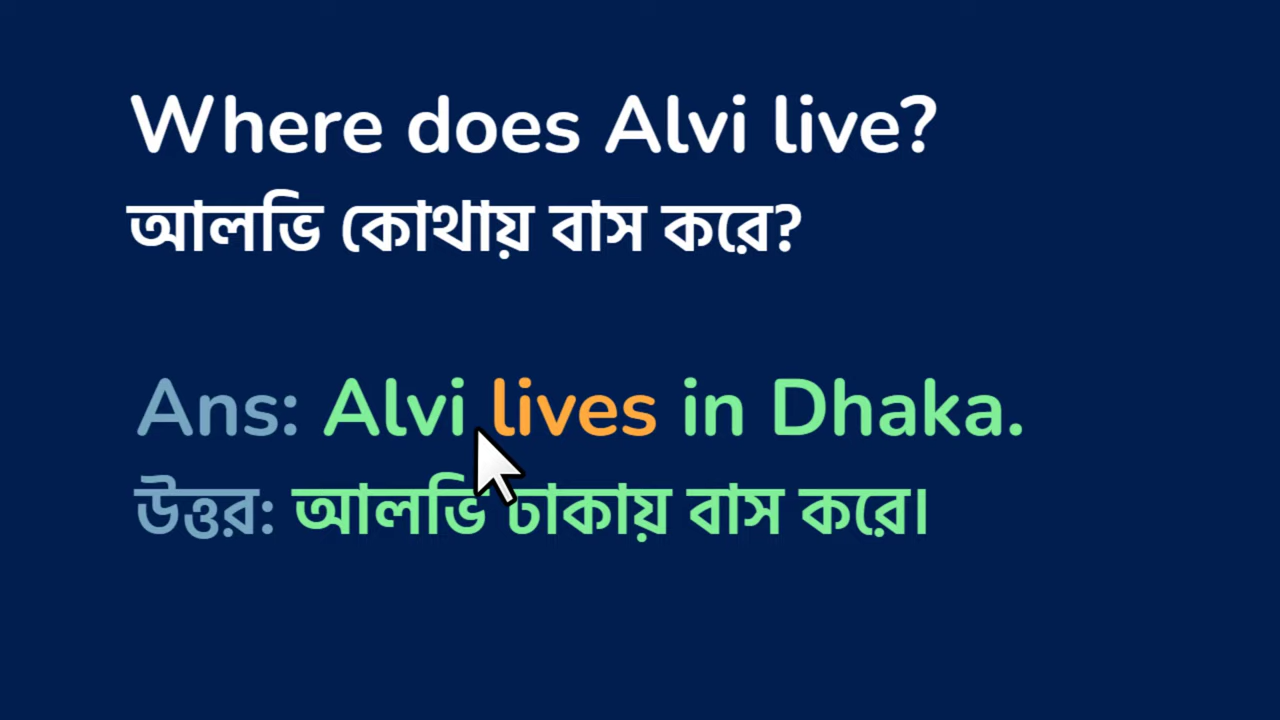 Where does Alvi live?
আলভি কোথায় বাস করে?
Ans: Alvi lives in Dhaka.
উত্তর: আলভি ঢাকায় বাস করে।